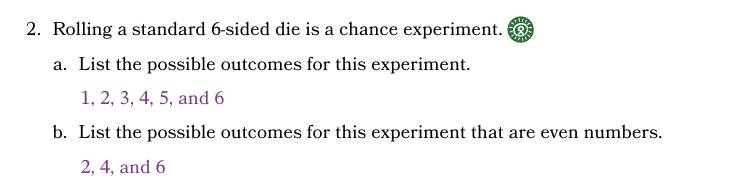 2. Rolling a standard 6-sided die is a chance experiment.
a. List the possible outcomes for this experiment.
1, 2, 3, 4, 5, and 6
b. List the possible outcomes for this experiment that are even numbers.
2, 4, and 6